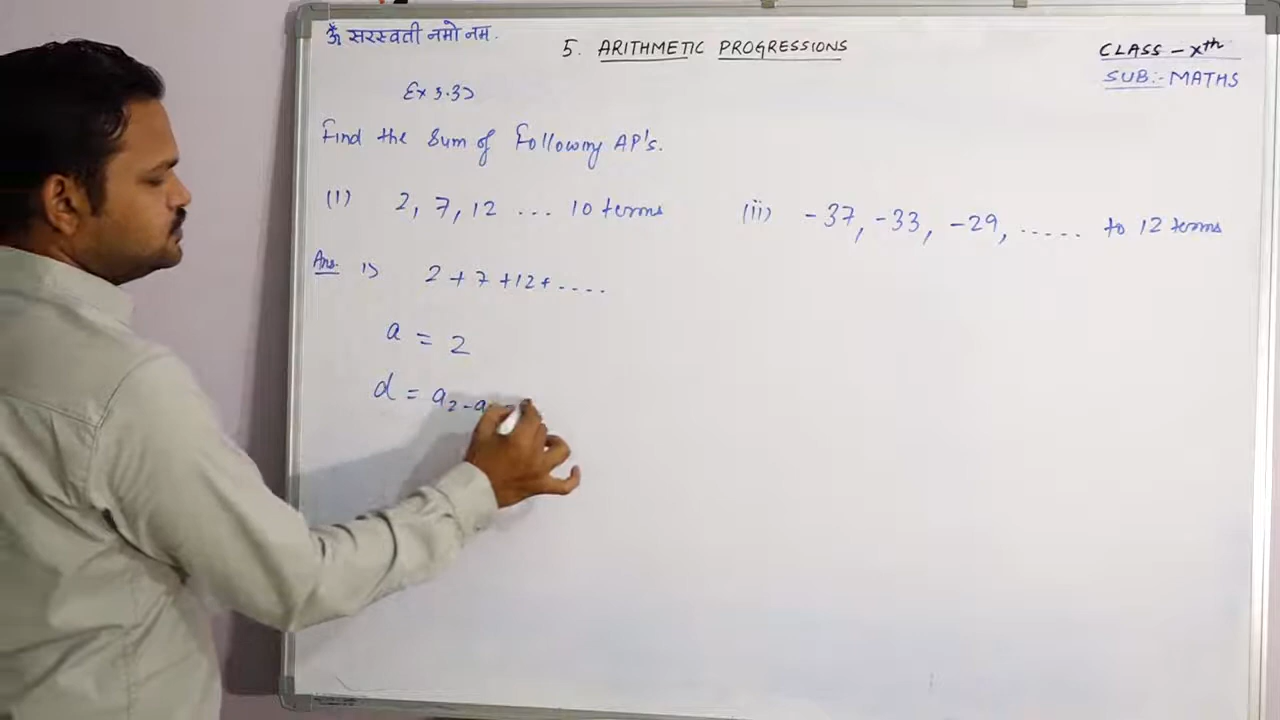 ॐ सरस्वती नमो नम.
5. ARITHMETIC PROGRESSIONS
CLASS - Xth
SUB:- MATHS
Ex 5.3)
Find the Sum of Following AP's.
(i) 2, 7, 12 ... 10 terms
(ii) -37, -33, -29, ..... to 12 terms
Ans. 1) 2 + 7 + 12 + ....
a = 2
d = a2 - a